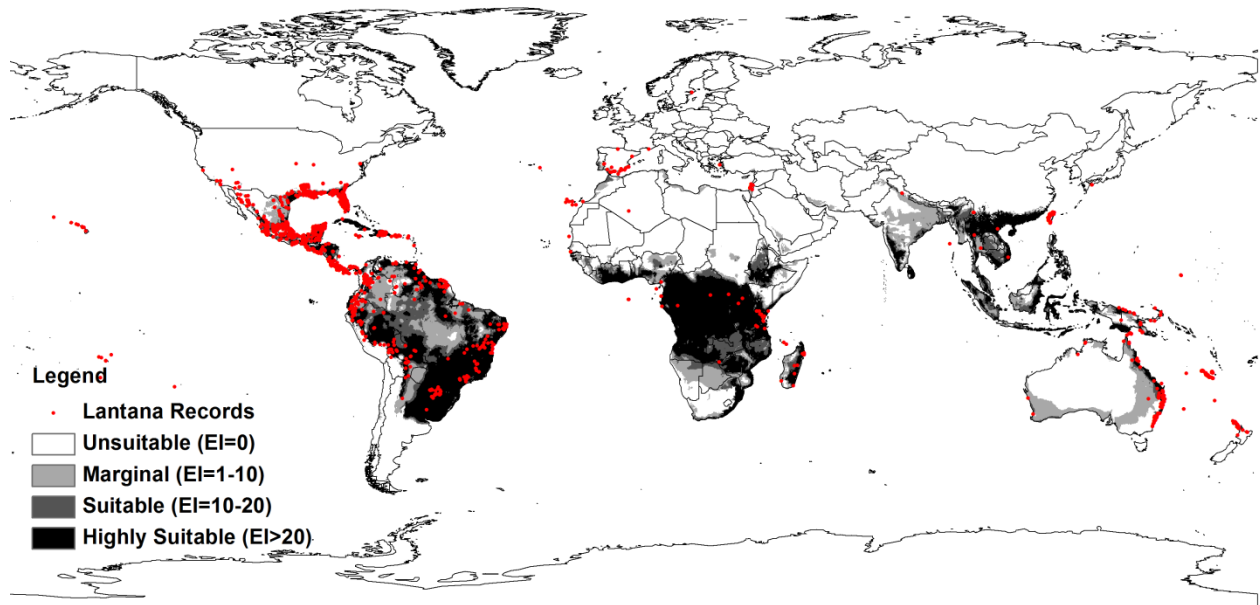 Legend
Lantana Records
Unsuitable (EI=0)
Marginal (EI=1-10)
Suitable (EI=10-20)
Highly Suitable (EI>20)